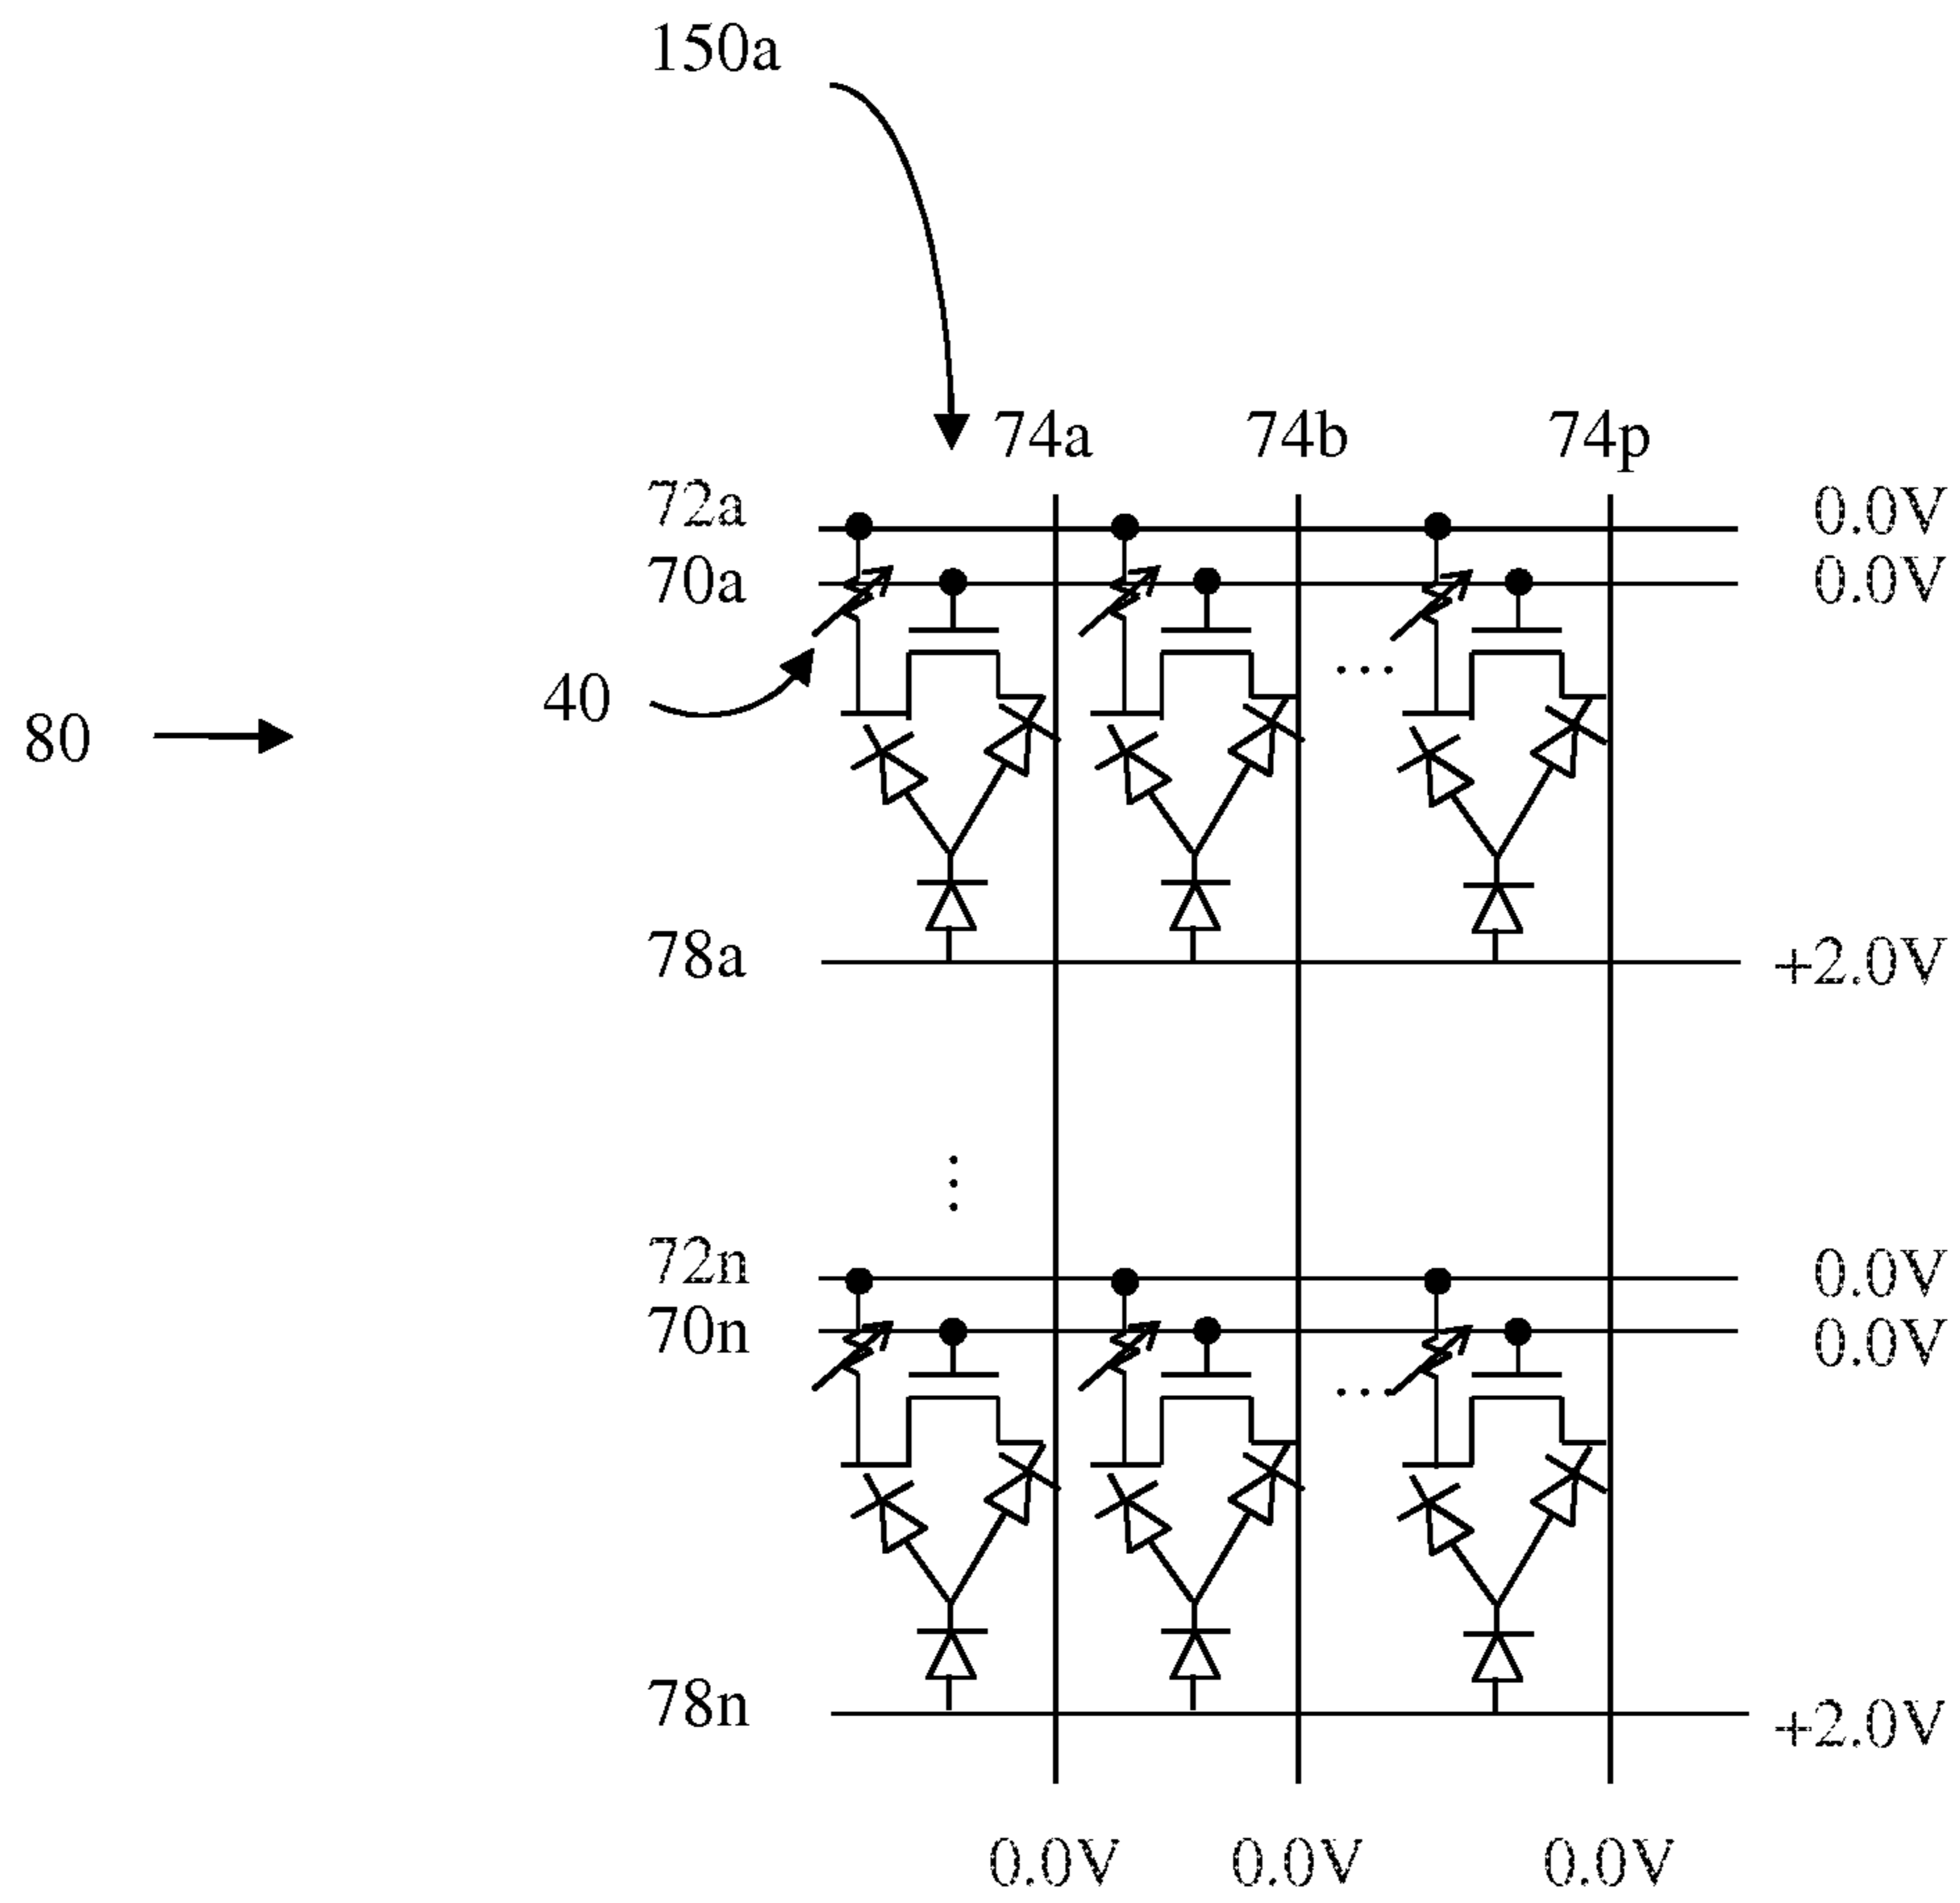 150a
74a 74b 74p
72a 0.0V
70a 0.0V
...
40
80
78a +2.0V
⋮
72n 0.0V
70n 0.0V
...
78n +2.0V
0.0V 0.0V 0.0V